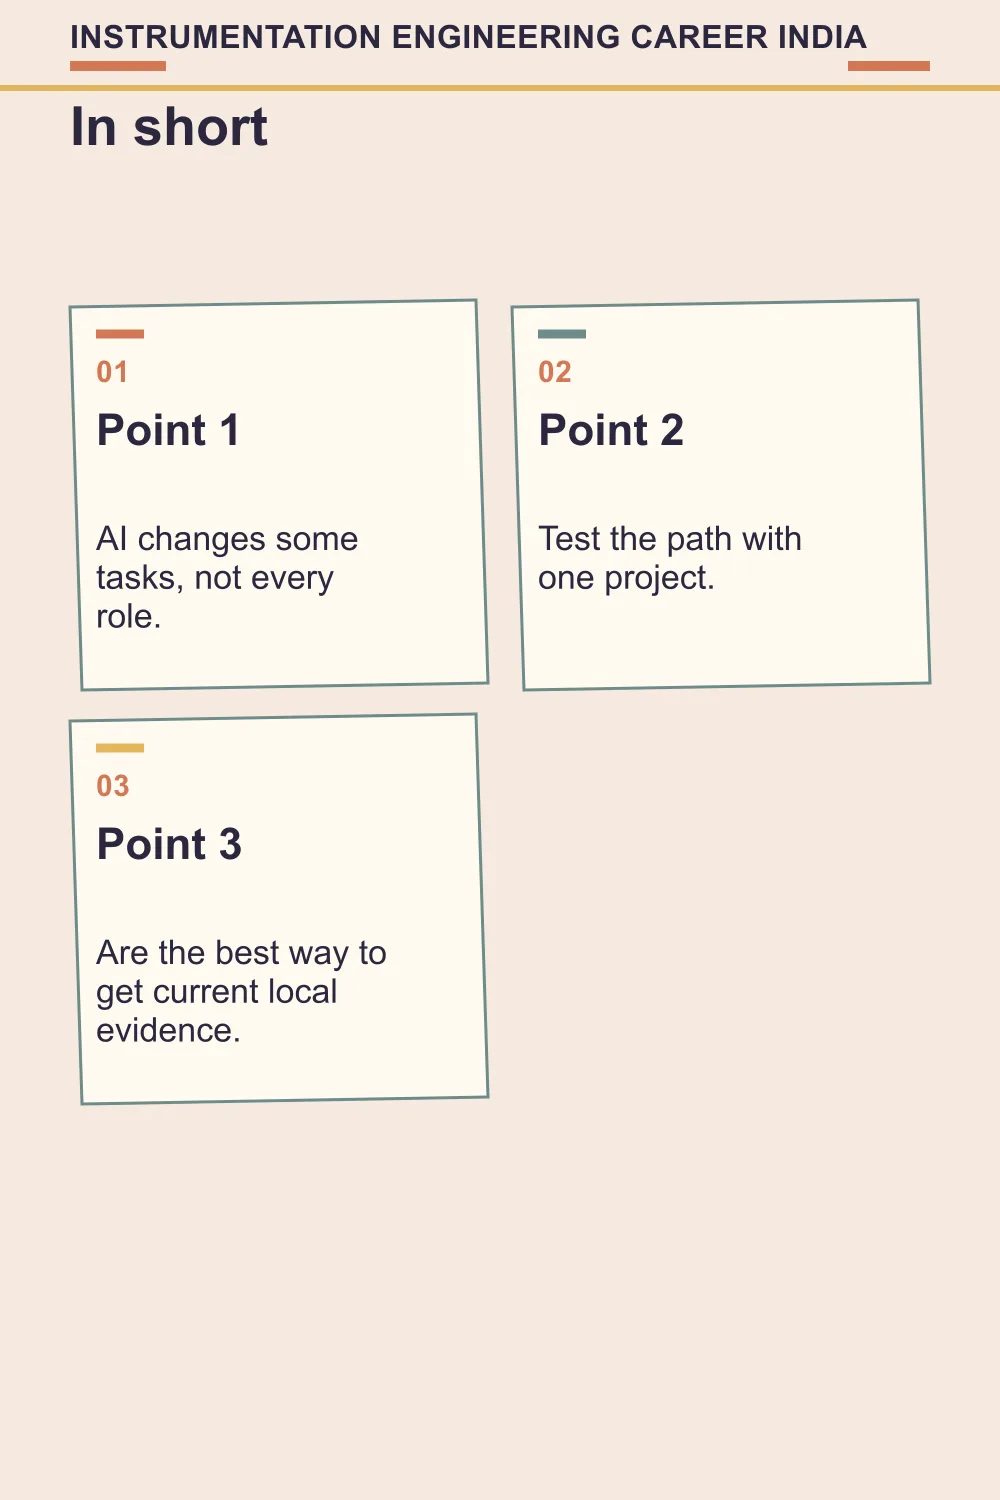 INSTRUMENTATION ENGINEERING CAREER INDIA
In short
01
Point 1
AI changes some
tasks, not every
role.
02
Point 2
Test the path with
one project.
03
Point 3
Are the best way to
get current local
evidence.